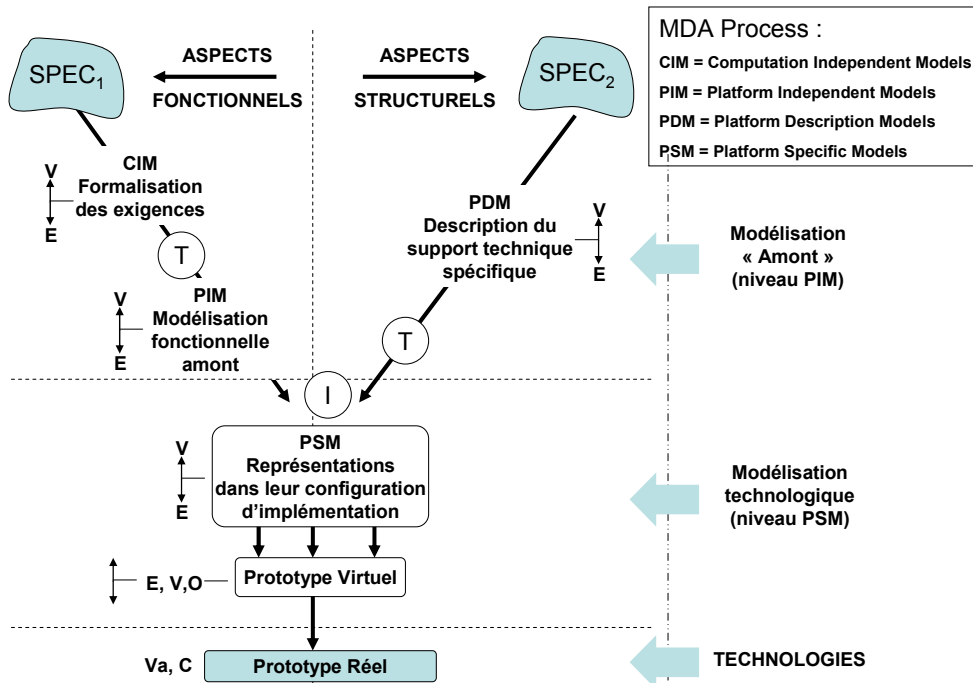 MDA Process :
CIM = Computation Independent Models
PIM = Platform Independent Models
PDM = Platform Description Models
PSM = Platform Specific Models
SPEC1
ASPECTS
FONCTIONNELS
ASPECTS
STRUCTURELS
SPEC2
V
E
CIM
Formalisation
des exigences
T
V
E
PIM
Modélisation
fonctionnelle
amont
PDM
Description du
support technique
spécifique
V
E
T
Modélisation
« Amont »
(niveau PIM)
I
V
E
PSM
Représentations
dans leur configuration
d’implémentation
Modélisation
technologique
(niveau PSM)
E, V,O
Prototype Virtuel
Va, C
Prototype Réel
TECHNOLOGIES